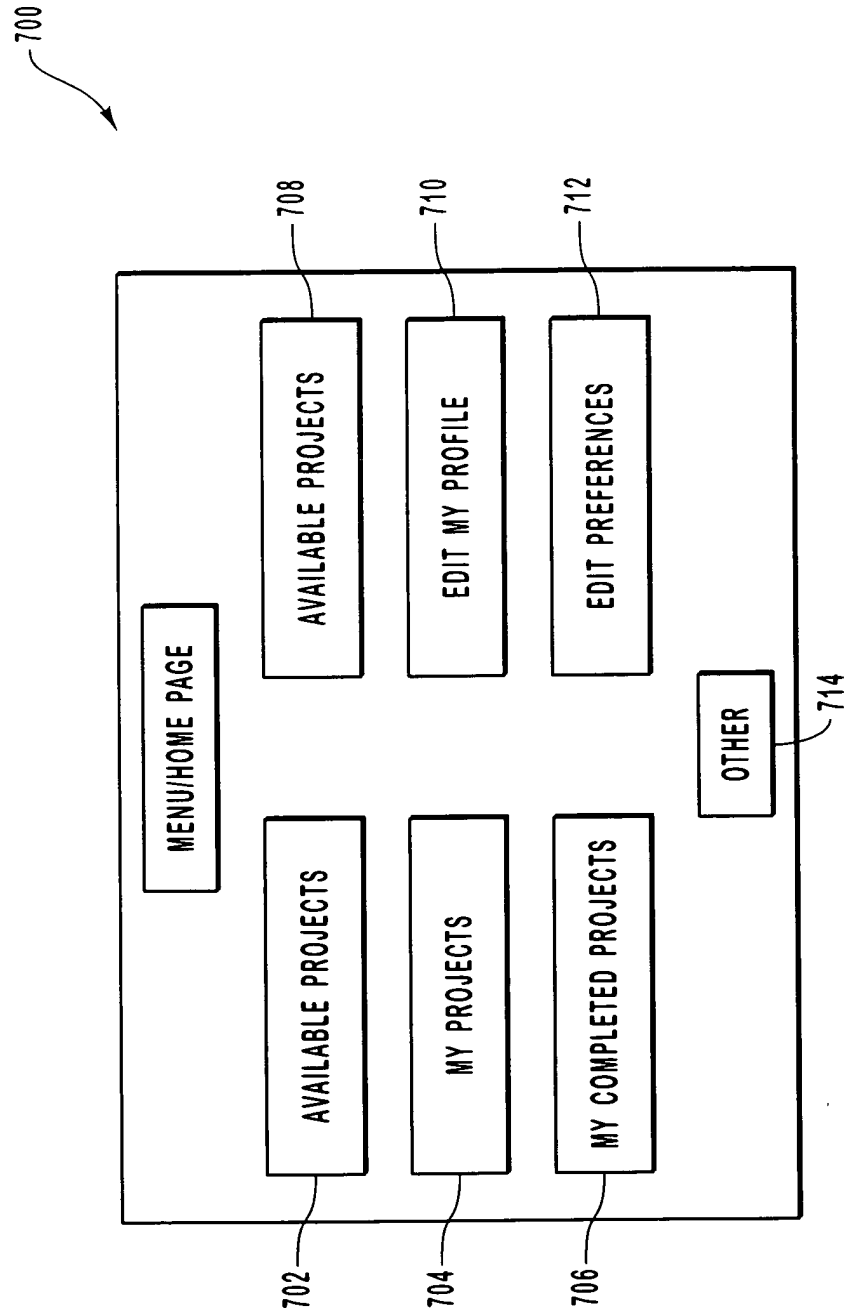 700
MENU/HOME PAGE
702
AVAILABLE PROJECTS
AVAILABLE PROJECTS
708
704
MY PROJECTS
EDIT MY PROFILE
710
706
MY COMPLETED PROJECTS
EDIT PREFERENCES
712
OTHER
714